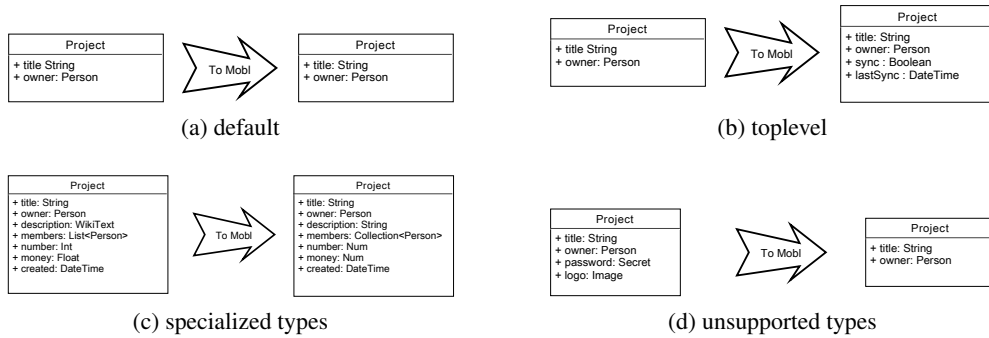 Project
+ title String
+ owner: Person
To Mobl
Project
+ title: String
+ owner: Person
(a) default
Project
+ title String
+ owner: Person
To Mobl
Project
+ title: String
+ owner: Person
+ sync : Boolean
+ lastSync : DateTime
(b) toplevel
Project
+ title: String
+ owner: Person
+ description: WikiText
+ members: List<Person>
+ number: Int
+ money: Float
+ created: DateTime
To Mobl
Project
+ title: String
+ owner: Person
+ description: String
+ members: Collection<Person>
+ number: Num
+ money: Num
+ created: DateTime
(c) specialized types
Project
+ title: String
+ owner: Person
+ password: Secret
+ logo: Image
To Mobl
Project
+ title: String
+ owner: Person
(d) unsupported types